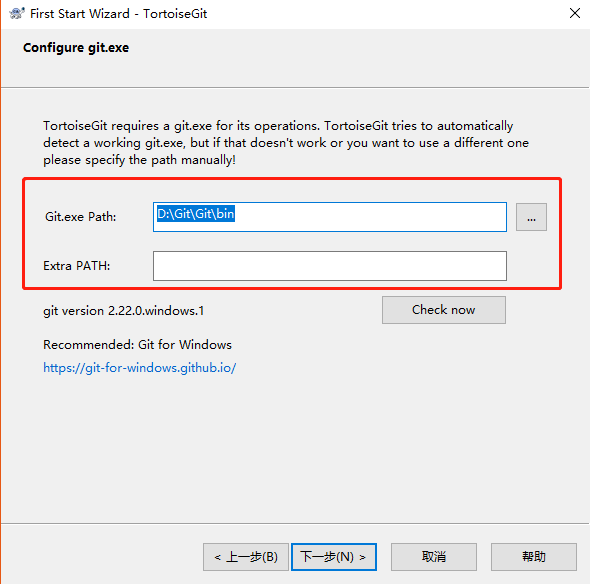 First Start Wizard - TortoiseGit
Configure git.exe
TortoiseGit requires a git.exe for its operations. TortoiseGit tries to automatically
detect a working git.exe, but if that doesn't work or you want to use a different one
please specify the path manually!
Git.exe Path: D:\Git\Git\bin ...
Extra PATH:
git version 2.22.0.windows.1 Check now
Recommended: Git for Windows
https://git-for-windows.github.io/
< 上一步(B) 下一步(N) > 取消 帮助